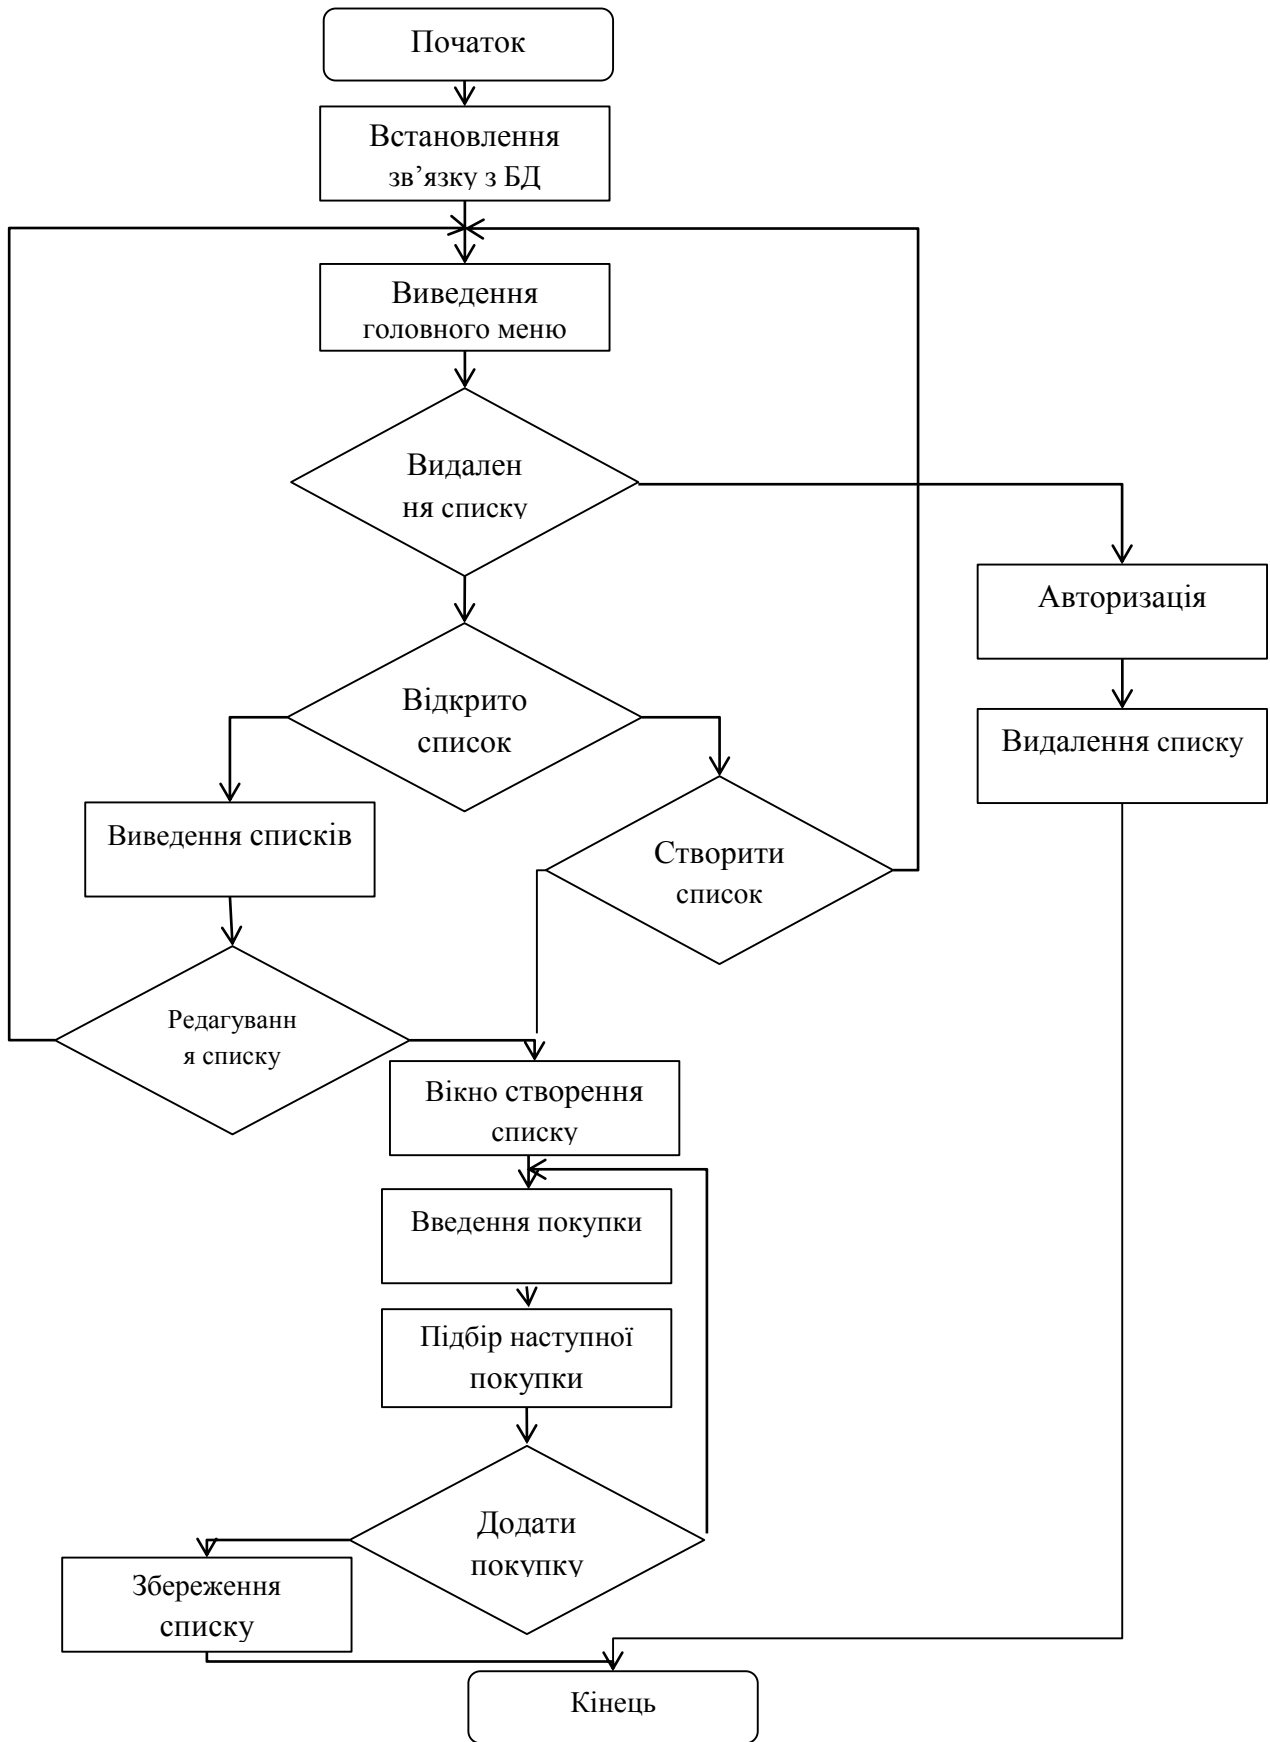 Початок
Встановлення
зв’язку з БД
Виведення
головного меню
Видален
ня списку
Авторизація
Відкрито
список
Видалення списку
Виведення списків
Створити
список
Редагуванн
я списку
Вікно створення
списку
Введення покупки
Підбір наступної
покупки
Додати
покупку
Збереження
списку
Кінець